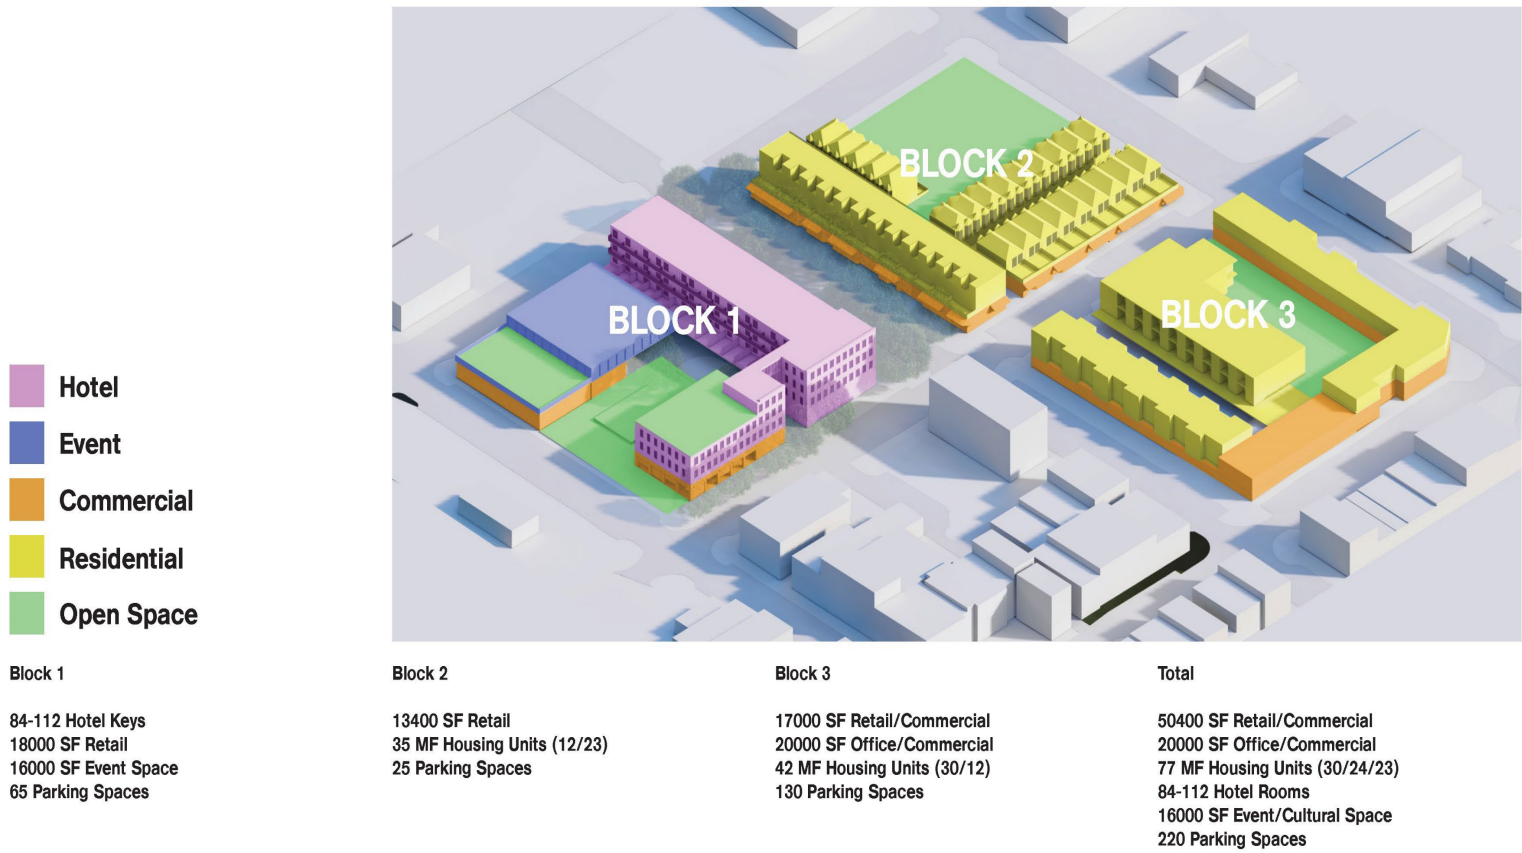 BLOCK 2
BLOCK 1
BLOCK 3
Hotel
Event
Commercial
Residential
Open Space
Block 1
84-112 Hotel Keys
18000 SF Retail
16000 SF Event Space
65 Parking Spaces
Block 2
13400 SF Retail
35 MF Housing Units (12/23)
25 Parking Spaces
Block 3
17000 SF Retail/Commercial
20000 SF Office/Commercial
42 MF Housing Units (30/12)
130 Parking Spaces
Total
50400 SF Retail/Commercial
20000 SF Office/Commercial
77 MF Housing Units (30/24/23)
84-112 Hotel Rooms
16000 SF Event/Cultural Space
220 Parking Spaces